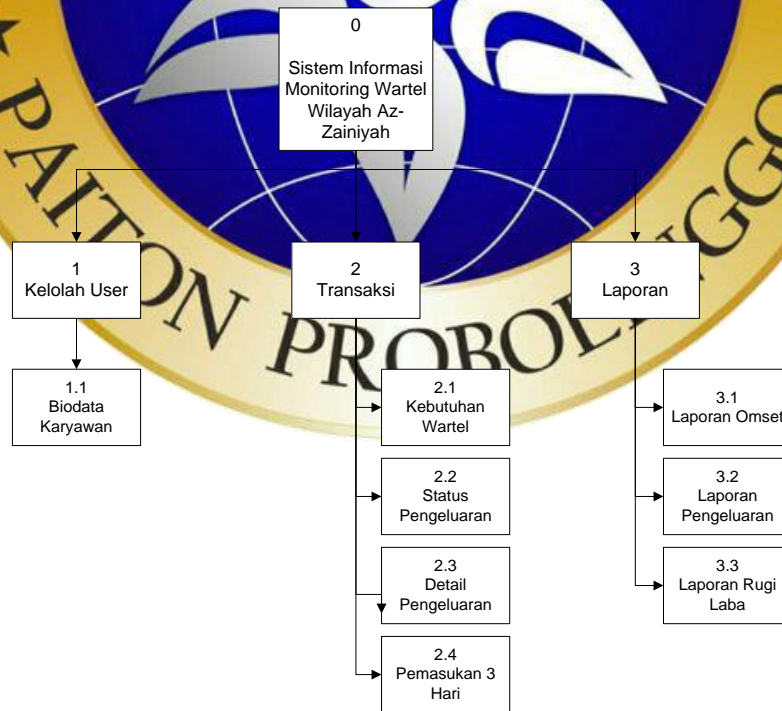 0
Sistem Informasi
Monitoring Wartel
Wilayah Az-
Zainiyah
1
Kelolah User
2
Transaksi
3
Laporan
1.1
Biodata
Karyawan
2.1
Kebutuhan
Wartel
2.2
Status
Pengeluaran
2.3
Detail
Pengeluaran
2.4
Pemasukan 3
Hari
3.1
Laporan Omset
3.2
Laporan
Pengeluaran
3.3
Laporan Rugi
Laba
PAITON PROBOLINGGO